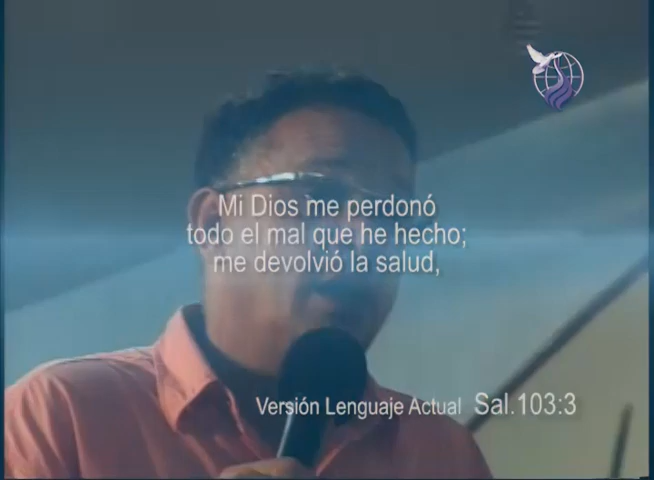 Mi Dios me perdonó
todo el mal que he hecho;
me devolvió la salud,
Versión Lenguaje Actual Sal.103:3